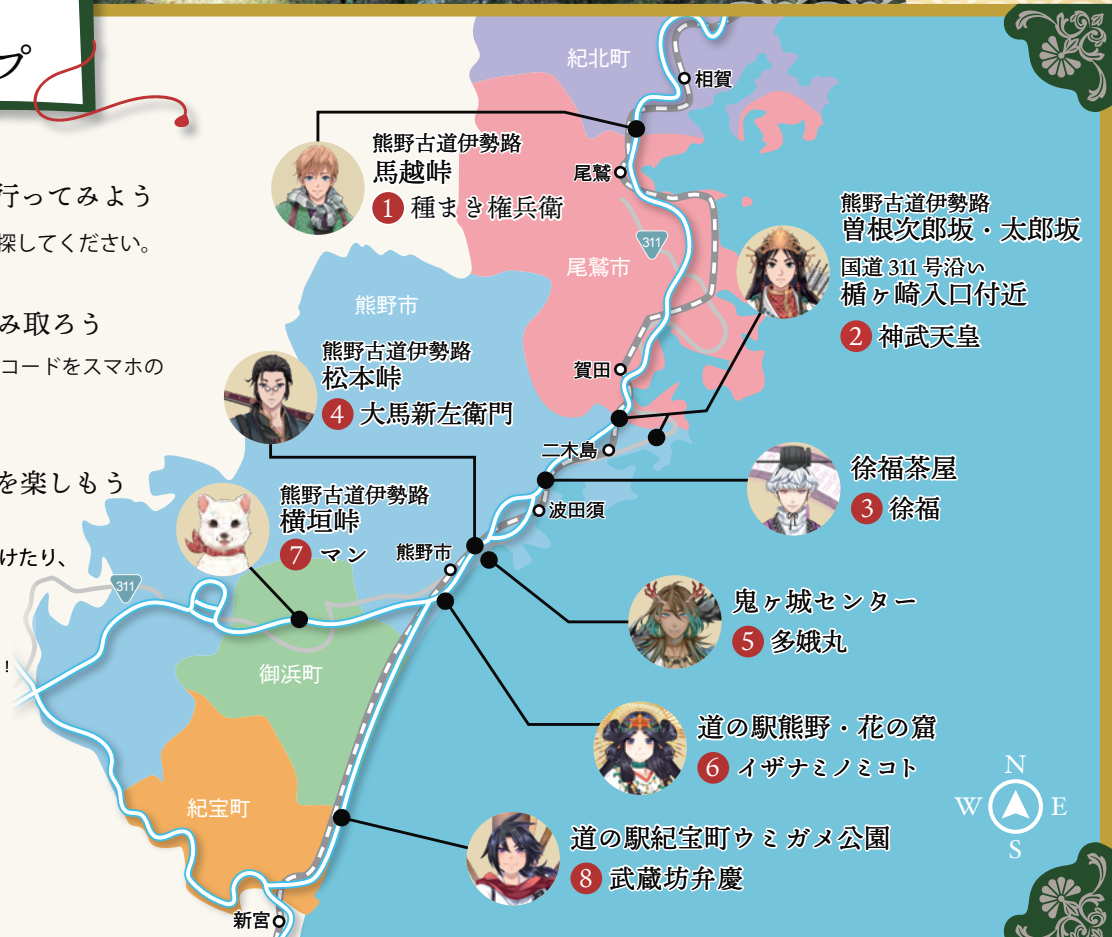 プ
行ってみよう
探してください。
み取ろう
コードをスマホの
を楽しもう
けたり、
！
紀北町
相賀
熊野古道伊勢路
馬越峠
1 種まき権兵衛
尾鷲
311
尾鷲市
熊野古道伊勢路
曽根次郎坂・太郎坂
国道 311 号沿い
楯ヶ崎入口付近
2 神武天皇
熊野市
熊野古道伊勢路
松本峠
4 大馬新左衛門
賀田
二木島
徐福茶屋
3 徐福
波田須
熊野古道伊勢路
横垣峠
7 マン
熊野市
311
鬼ヶ城センター
5 多娥丸
御浜町
道の駅熊野・花の窟
6 イザナミノミコト
紀宝町
道の駅紀宝町ウミガメ公園
8 武蔵坊弁慶
新宮
N
W E
S